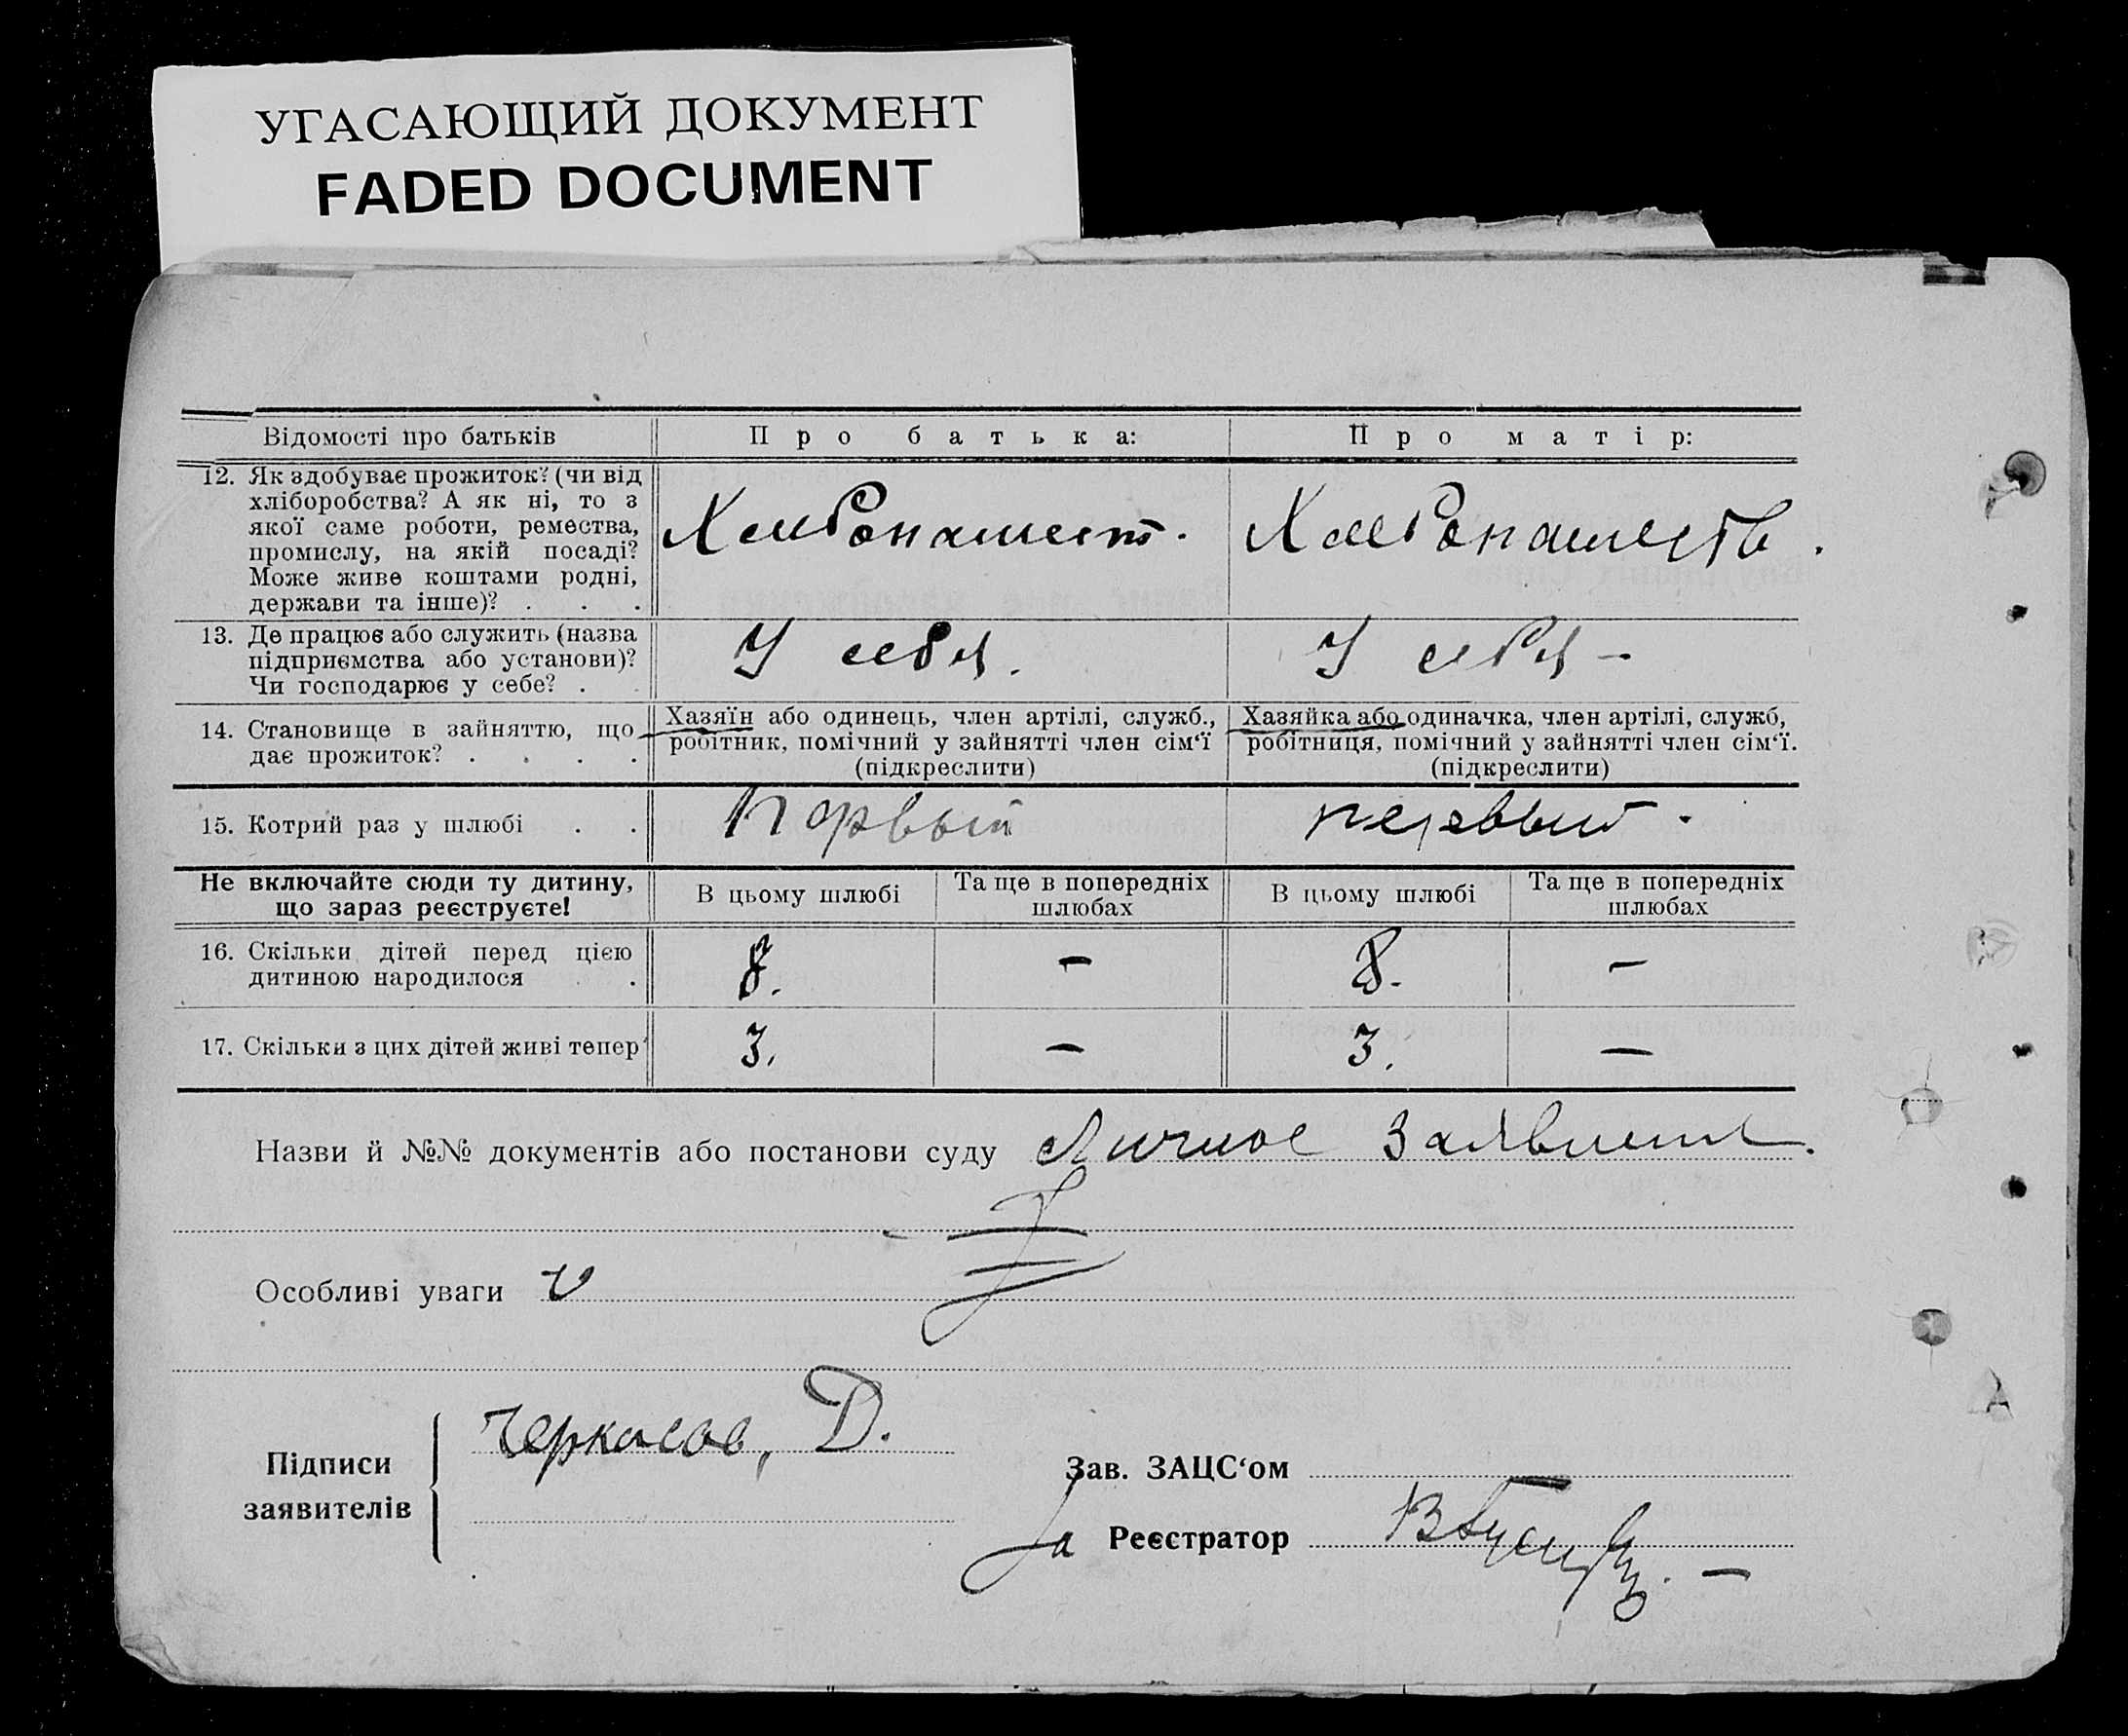 УГАСАЮЩИЙ ДОКУМЕНТ
FADED DOCUMENT
Відомості про батьків
Про батька:
Про матір:
12. Як здобуває прожиток? (чи від
хліборобства? А як ні, то з
якої саме роботи, ремества,
промислу, на якій посаді?
Може живе коштами родні,
держави та інше)? . . .
Хлебопашест.
Хлебопашеств.
13. Де працює або служить (назва
підприємства або установи)?
Чи господарює у себе? .
У себя.
У себя –
14. Становище в зайняттю, що
дає прожиток? . . . .
Хазяїн або одинець, член артілі, служб.,
робітник, помічний у зайнятті член сім‘ї
(підкреслити)
Хазяйка або одиначка, член артілі, служб,
робітниця, помічний у зайнятті член сім‘ї.
(підкреслити)
15. Котрий раз у шлюбі . .
Первый
первый.
Не включайте сюди ту дитину,
що зараз реєструєте!
В цьому шлюбі
Та ще в попередніх
шлюбах
В цьому шлюбі
Та ще в попередніх
шлюбах
16. Скільки дітей перед цією
дитиною народилося .
8.
–
8.
–
17. Скільки з цих дітей живі тепер
3.
–
3.
–
Назви й №№ документів або постанови суду Личное Заявление.
Особливі уваги
Підписи
заявителів
Черкасов, Д.
Зав. ЗАЦС‘ом
За Реєстратор